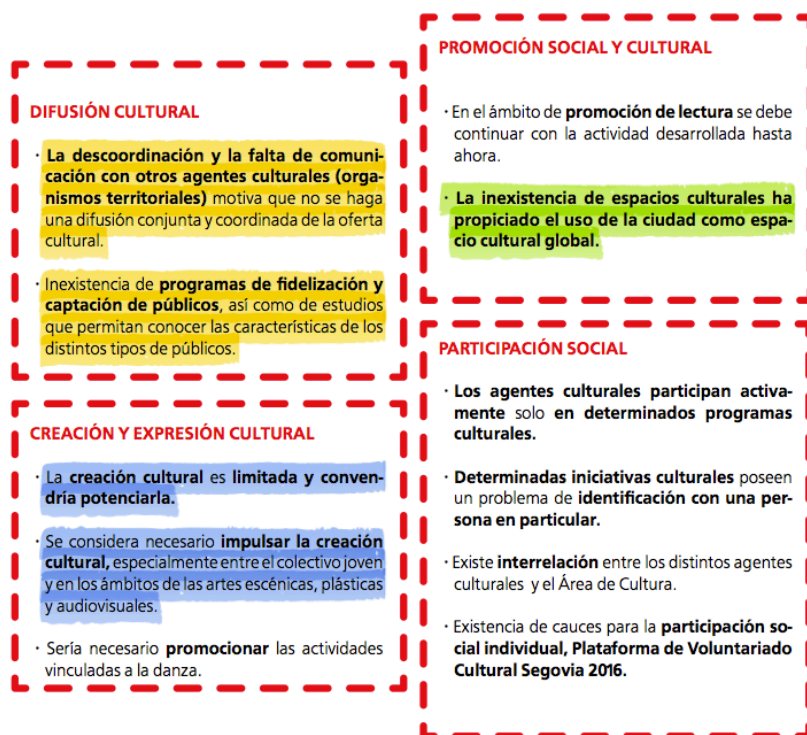 DIFUSIÓN CULTURAL
· La descoordinación y la falta de comuni-
cación con otros agentes culturales (orga-
nismos territoriales) motiva que no se haga
una difusión conjunta y coordinada de la oferta
cultural.
· Inexistencia de programas de fidelización y
captación de públicos, así como de estudios
que permitan conocer las características de los
distintos tipos de públicos.
CREACIÓN Y EXPRESIÓN CULTURAL
· La creación cultural es limitada y conven-
dría potenciarla.
· Se considera necesario impulsar la creación
cultural, especialmente entre el colectivo joven
y en los ámbitos de las artes escénicas, plásticas
y audiovisuales.
· Sería necesario promocionar las actividades
vinculadas a la danza.
PROMOCIÓN SOCIAL Y CULTURAL
· En el ámbito de promoción de lectura se debe
continuar con la actividad desarrollada hasta
ahora.
· La inexistencia de espacios culturales ha
propiciado el uso de la ciudad como espa-
cio cultural global.
PARTICIPACIÓN SOCIAL
· Los agentes culturales participan activa-
mente solo en determinados programas
culturales.
· Determinadas iniciativas culturales poseen
un problema de identificación con una per-
sona en particular.
· Existe interrelación entre los distintos agentes
culturales y el Área de Cultura.
· Existencia de cauces para la participación so-
cial individual, Plataforma de Voluntariado
Cultural Segovia 2016.